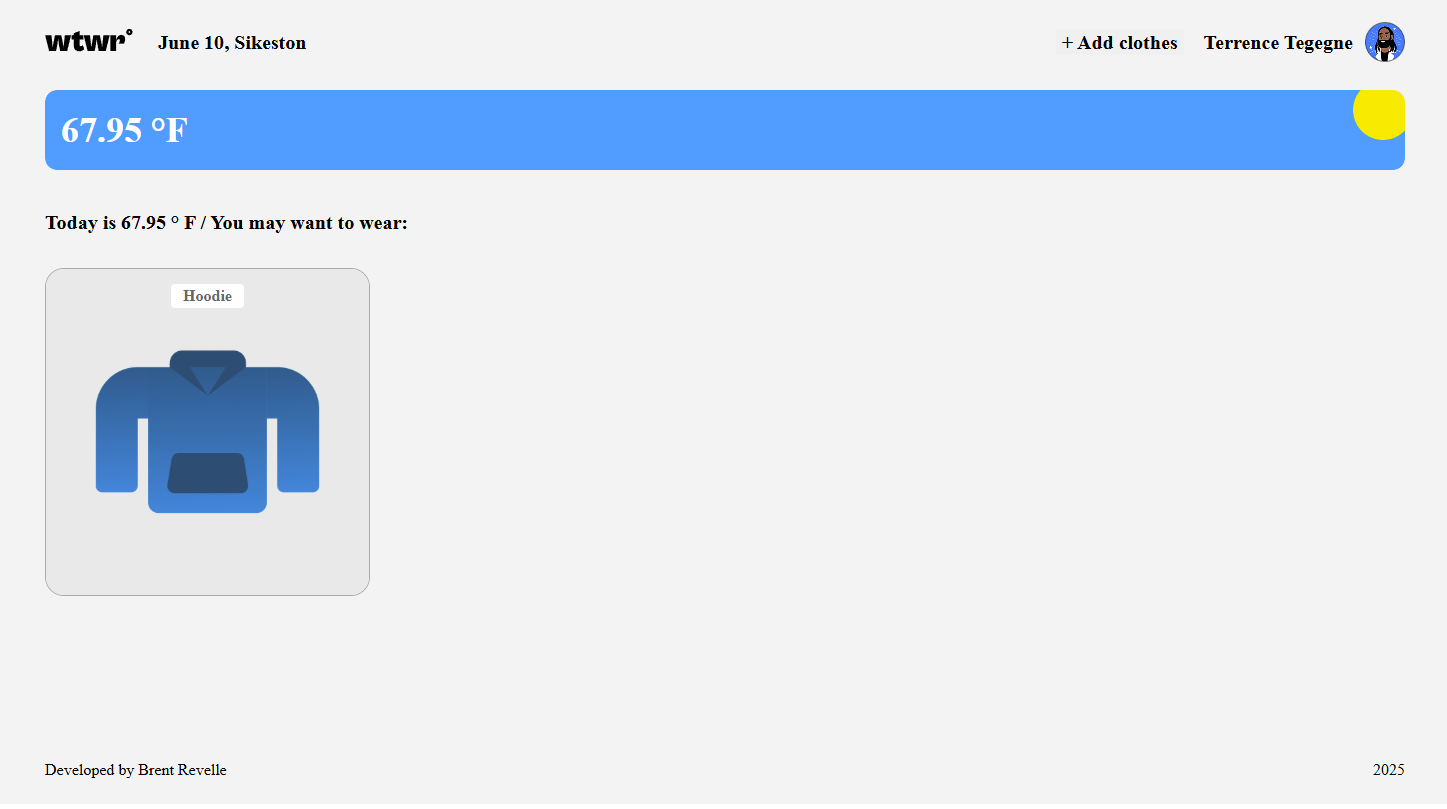 wtwr°
June 10, Sikeston
+ Add clothes
Terrence Tegegne
67.95 °F
Today is 67.95 ° F / You may want to wear:
Hoodie
Developed by Brent Revelle
2025